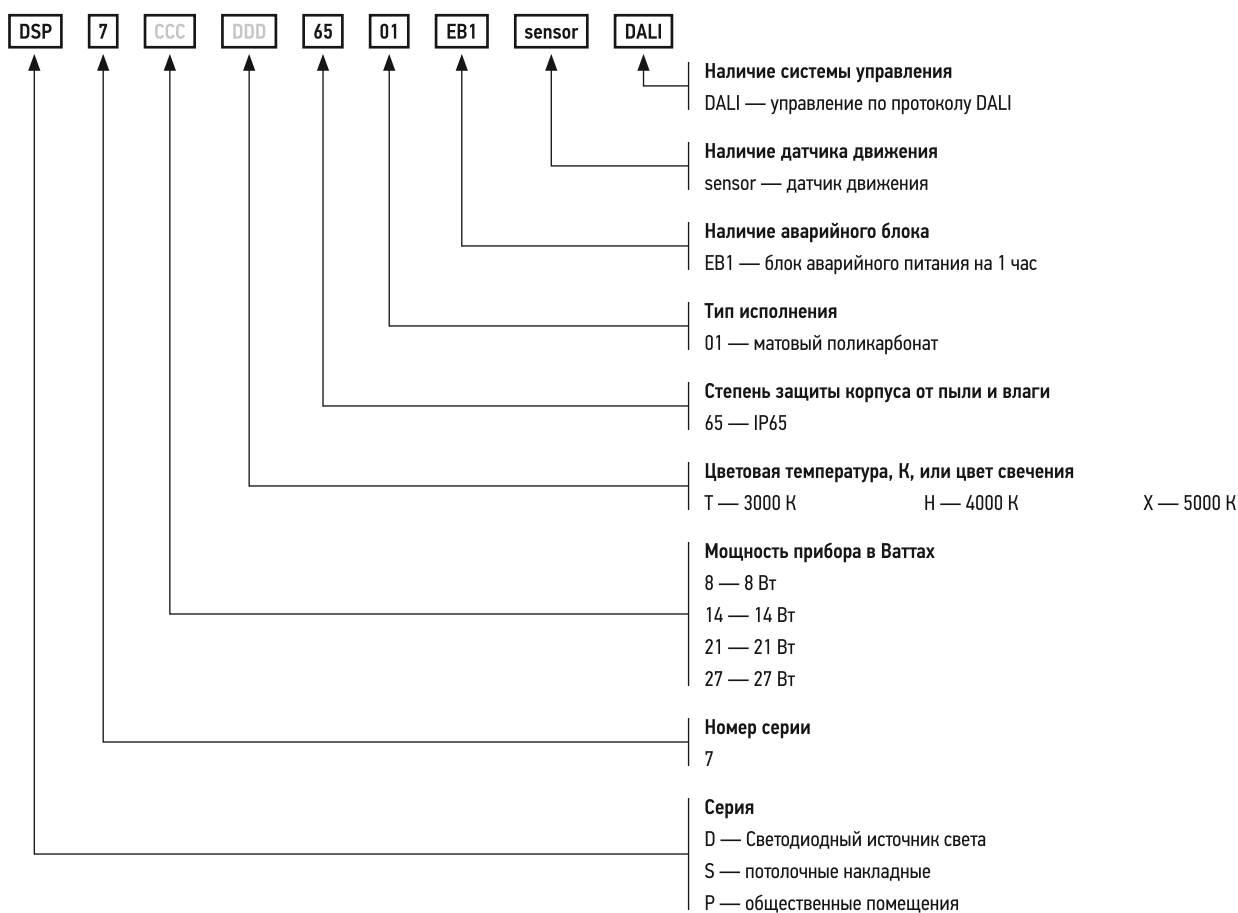 DSP 7 CCC DDD 65 01 EB1 sensor DALI
Наличие системы управления
DALI — управление по протоколу DALI
Наличие датчика движения
sensor — датчик движения
Наличие аварийного блока
EB1 — блок аварийного питания на 1 час
Тип исполнения
01 — матовый поликарбонат
Степень защиты корпуса от пыли и влаги
65 — IP65
Цветовая температура, К, или цвет свечения
Т — 3000 К Н — 4000 К Х — 5000 К
Мощность прибора в Ваттах
8 — 8 Вт
14 — 14 Вт
21 — 21 Вт
27 — 27 Вт
Номер серии
7
Серия
D — Светодиодный источник света
S — потолочные накладные
P — общественные помещения